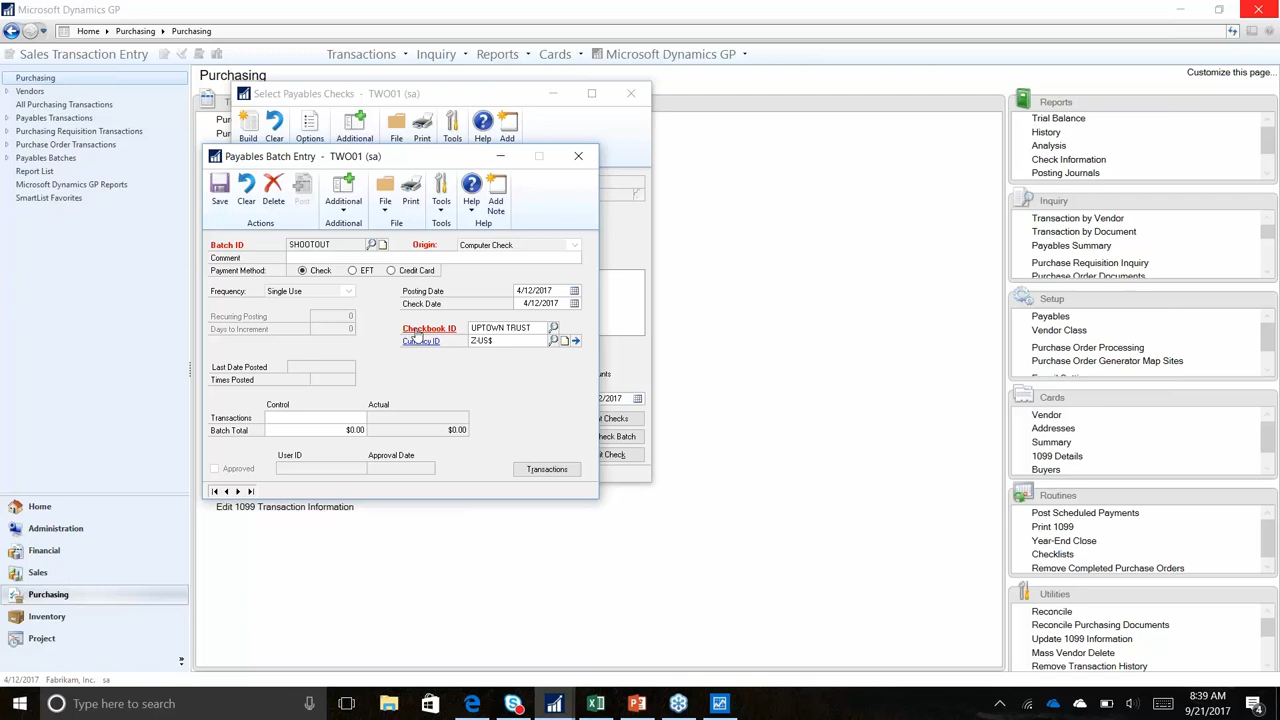 Microsoft Dynamics GP
Home ▸ Purchasing ▸ Purchasing
Sales Transaction Entry
Transactions
Inquiry
Reports
Cards
Microsoft Dynamics GP
Purchasing
Vendors
All Purchasing Transactions
Payables Transactions
Purchasing Requisition Transactions
Purchase Order Transactions
Payables Batches
Report List
Microsoft Dynamics GP Reports
SmartList Favorites
Home
Administration
Financial
Sales
Purchasing
Inventory
Project
Purchasing
Customize this page...
Select Payables Checks - TWO01 (sa)
Build Clear Options Additional File Print Tools Help Add
Payables Batch Entry - TWO01 (sa)
Save Clear Delete Post Additional File Print Tools Help Add Note
Actions Additional File Tools Help
Batch ID SHOOTOUT Origin: Computer Check
Comment
Payment Method: Check EFT Credit Card
Frequency: Single Use Posting Date 4/12/2017
Check Date 4/12/2017
Recurring Posting 0
Days to Increment 0
Checkbook ID UPTOWN TRUST
Currency ID Z-US$
Last Date Posted
Times Posted
Control Actual
Transactions
Batch Total $0.00 $0.00
User ID Approval Date
Approved
Transactions
Edit 1099 Transaction Information
Reports
Trial Balance
History
Analysis
Check Information
Posting Journals
Inquiry
Transaction by Vendor
Transaction by Document
Payables Summary
Purchase Requisition Inquiry
Purchase Order Documents
Setup
Payables
Vendor Class
Purchase Order Processing
Purchase Order Generator Map Sites
Cards
Vendor
Addresses
Summary
1099 Details
Buyers
Routines
Post Scheduled Payments
Print 1099
Year-End Close
Checklists
Remove Completed Purchase Orders
Utilities
Reconcile
Reconcile Purchasing Documents
Update 1099 Information
Mass Vendor Delete
Remove Transaction History
4/12/2017 Fabrikam, Inc. sa
Type here to search
8:39 AM
9/21/2017